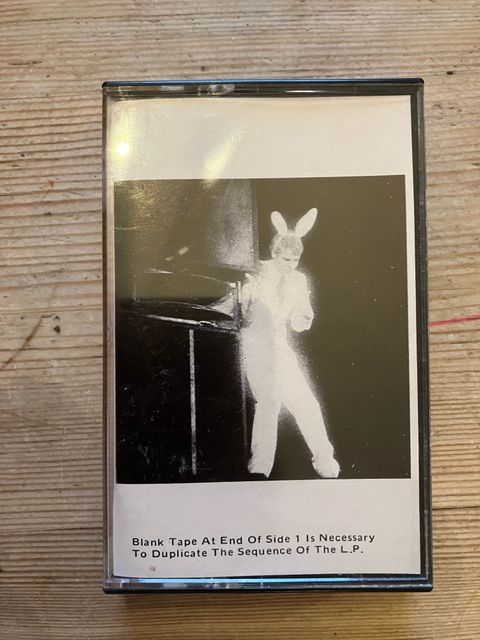 Blank Tape At End Of Side 1 Is Necessary
To Duplicate The Sequence Of The L.P.